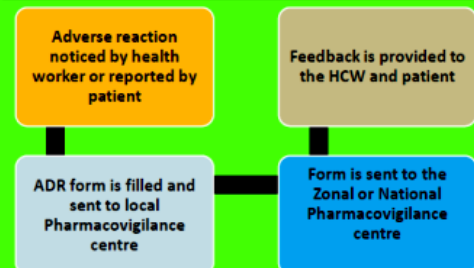 Adverse reaction
noticed by health
worker or reported by
patient
Feedback is provided to
the HCW and patient
ADR form is filled and
sent to local
Pharmacovigilance
centre
Form is sent to the
Zonal or National
Pharmacovigilance
centre